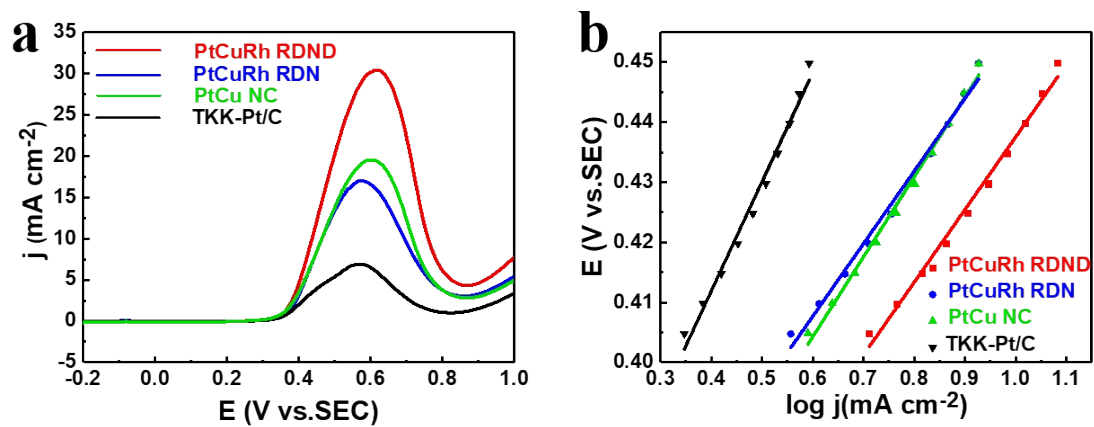 a
35
30
25
20
15
10
5
0
-5
-0.2 0.0 0.2 0.4 0.6 0.8 1.0
j (mA cm-2)
E (V vs.SEC)
PtCuRh RDND
PtCuRh RDN
PtCu NC
TKK-Pt/C
b
0.45
0.44
0.43
0.42
0.41
0.40
0.3 0.4 0.5 0.6 0.7 0.8 0.9 1.0 1.1
E (V vs.SEC)
log j(mA cm-2)
PtCuRh RDND
PtCuRh RDN
PtCu NC
TKK-Pt/C